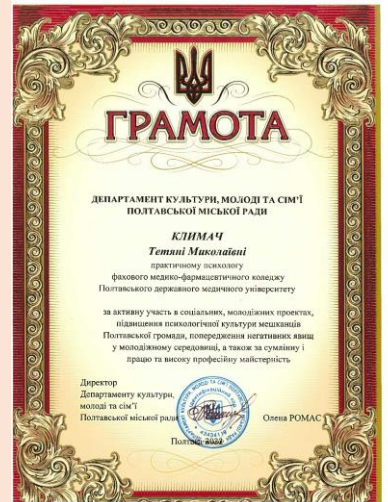 ГРАМОТА
ДЕПАРТАМЕНТ КУЛЬТУРИ, МОЛОДІ ТА СІМ'Ї
ПОЛТАВСЬКОЇ МІСЬКОЇ РАДИ
КЛИМАЧ
Тетяні Миколаївні
практичному психологу
фахового медико-фармацевтичного коледжу
Полтавського державного медичного університету
за активну участь в соціальних, молодіжних проектах,
підвищення психологічної культури мешканців
Полтавської громади, попередження негативних явищ
у молодіжному середовищі, а також за сумлінну і
працю та високу професійну майстерність
Директор
Департаменту культури,
молоді та сім'ї
Полтавської міської ради Олена РОМАС
Полтава